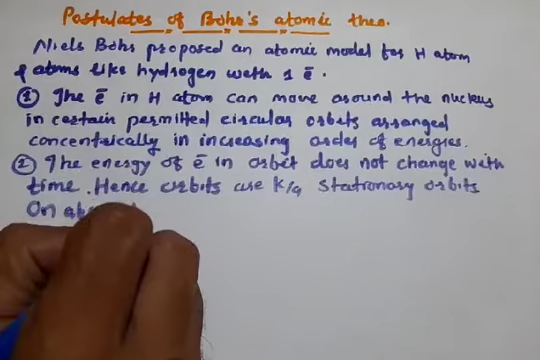 Postulates of Bohr's atomic theo.
Niels Bohr proposed an atomic model for H atom
& atoms like hydrogen with 1 ē.
① The ē in H atom can move around the nucleus
in certain permitted circular orbits arranged
concentrically in increasing order of energies.
② The energy of ē in orbit does not change with
time. Hence orbits are k/a stationary orbits
On